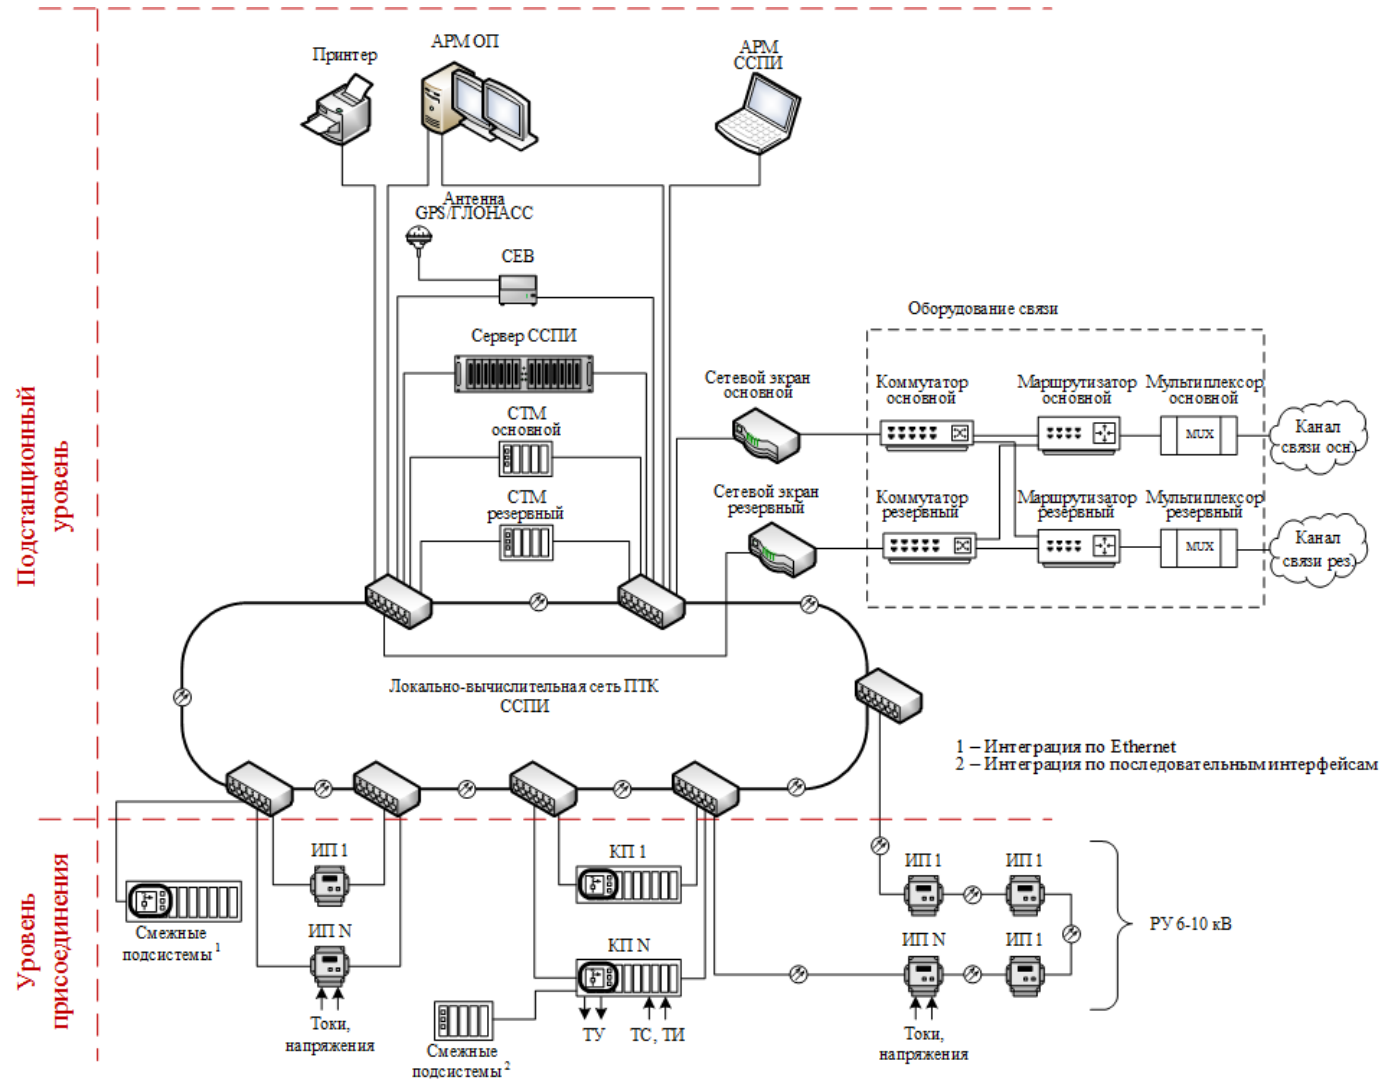 Принтер
АРМ ОП
АРМ
ССПИ
Антенна
GPS/ГЛОНАСС
СЕВ
Сервер ССПИ
СТМ
основной
СТМ
резервный
Сетевой экран
основной
Сетевой экран
резервный
Оборудование связи
Коммутатор
основной
Маршрутизатор
основной
Мультиплексор
основной
MUX
Канал
связи осн.
Коммутатор
резервный
Маршрутизатор
резервный
Мультиплексор
резервный
MUX
Канал
связи рез.
Подстанционный
уровень
Локально-вычислительная сеть ПТК
ССПИ
1 – Интеграция по Ethernet
2 – Интеграция по последовательным интерфейсам
Уровень
присоединения
Смежные
подсистемы 1
ИП 1
ИП N
Токи,
напряжения
КП 1
КП N
ТУ
ТС, ТИ
Смежные
подсистемы 2
ИП 1
ИП 1
ИП N
ИП 1
Токи,
напряжения
РУ 6-10 кВ